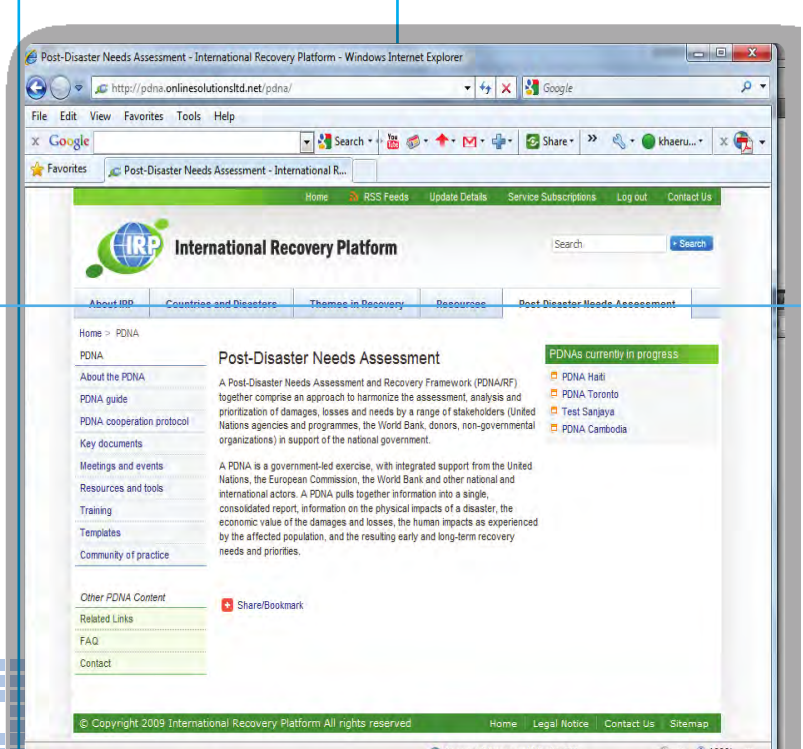 Post-Disaster Needs Assessment - International Recovery Platform - Windows Internet Explorer
http://pdna.onlinesolutionsltd.net/pdna/
Google
File Edit View Favorites Tools Help
x Google
Search
Share
»
khaeru...
x
Favorites
Post-Disaster Needs Assessment - International R...
Home RSS Feeds Update Details Service Subscriptions Log out Contact Us
IRP International Recovery Platform
Search
Search
About IRP Countries and Disasters Themes in Recovery Resources Post Disaster Needs Assessment
Home > PDNA
PDNA
About the PDNA
PDNA guide
PDNA cooperation protocol
Key documents
Meetings and events
Resources and tools
Training
Templates
Community of practice
Other PDNA Content
Related Links
FAQ
Contact
Post-Disaster Needs Assessment
A Post-Disaster Needs Assessment and Recovery Framework (PDNA/RF)
together comprise an approach to harmonize the assessment, analysis and
prioritization of damages, losses and needs by a range of stakeholders (United
Nations agencies and programmes, the World Bank, donors, non-governmental
organizations) in support of the national government.
A PDNA is a government-led exercise, with integrated support from the United
Nations, the European Commission, the World Bank and other national and
international actors. A PDNA pulls together information into a single,
consolidated report, information on the physical impacts of a disaster, the
economic value of the damages and losses, the human impacts as experienced
by the affected population, and the resulting early and long-term recovery
needs and priorities.
Share/Bookmark
PDNAs currently in progress
PDNA Haiti
PDNA Toronto
Test Sanjaya
PDNA Cambodia
© Copyright 2009 International Recovery Platform All rights reserved
Home Legal Notice Contact Us Sitemap